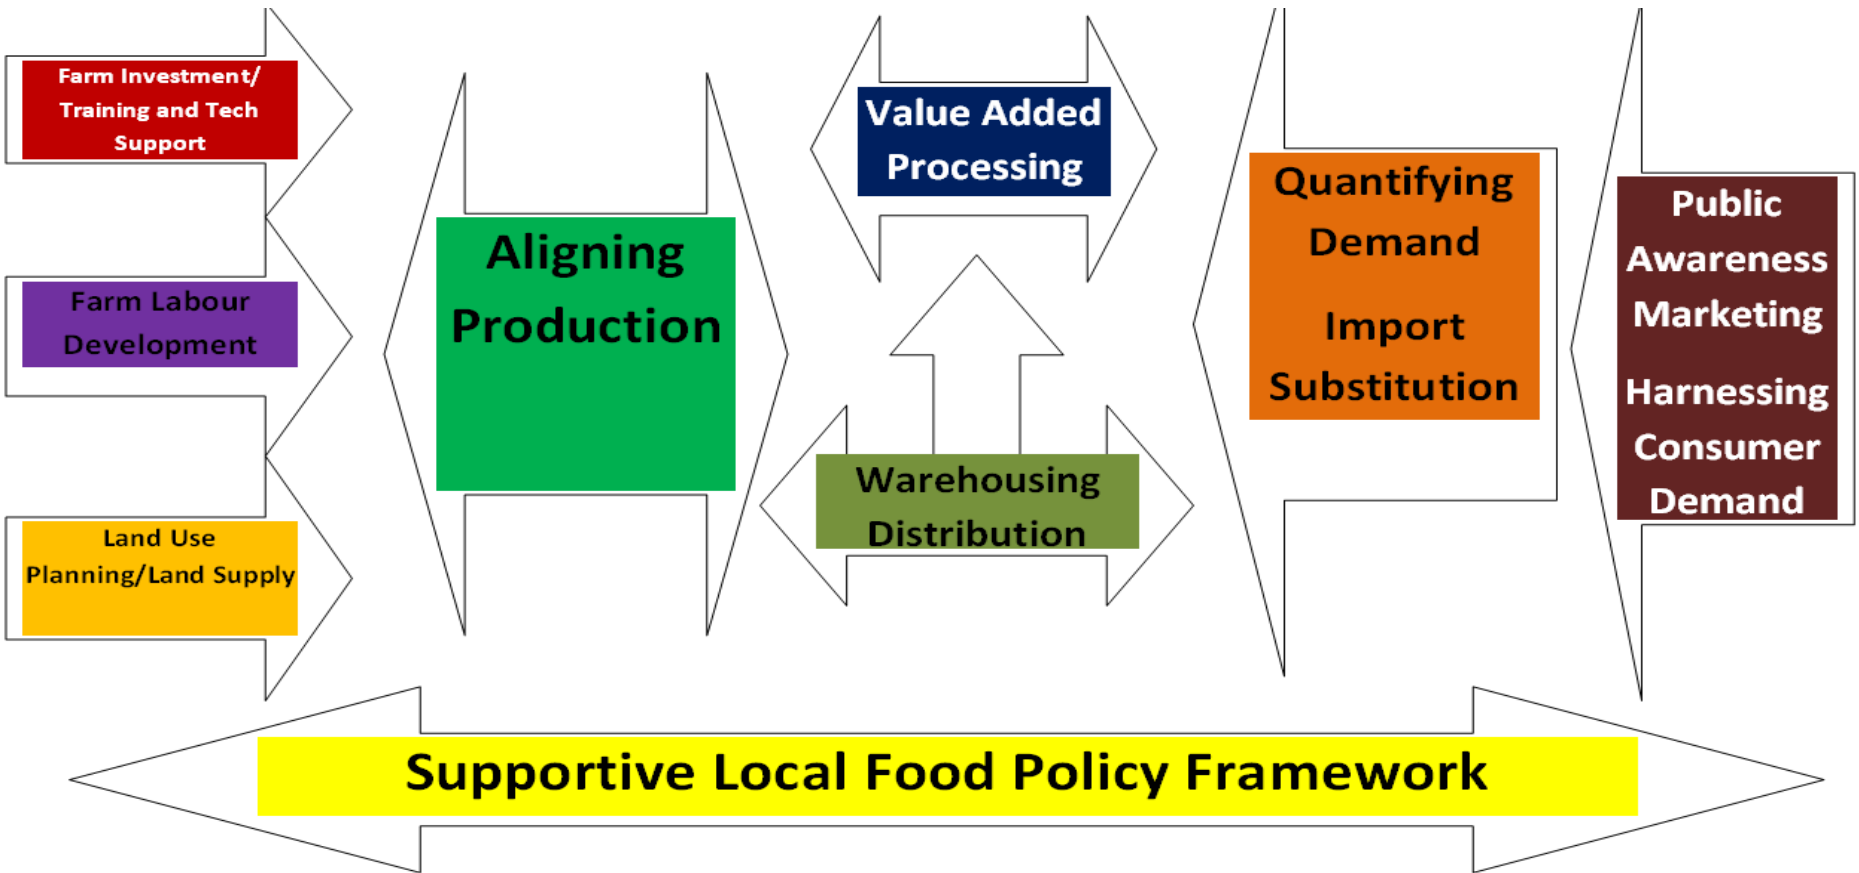 Farm Investment/
Training and Tech
Support
Farm Labour
Development
Land Use
Planning/Land Supply
Aligning
Production
Value Added
Processing
Warehousing
Distribution
Quantifying
Demand
Import
Substitution
Public
Awareness
Marketing
Harnessing
Consumer
Demand
Supportive Local Food Policy Framework